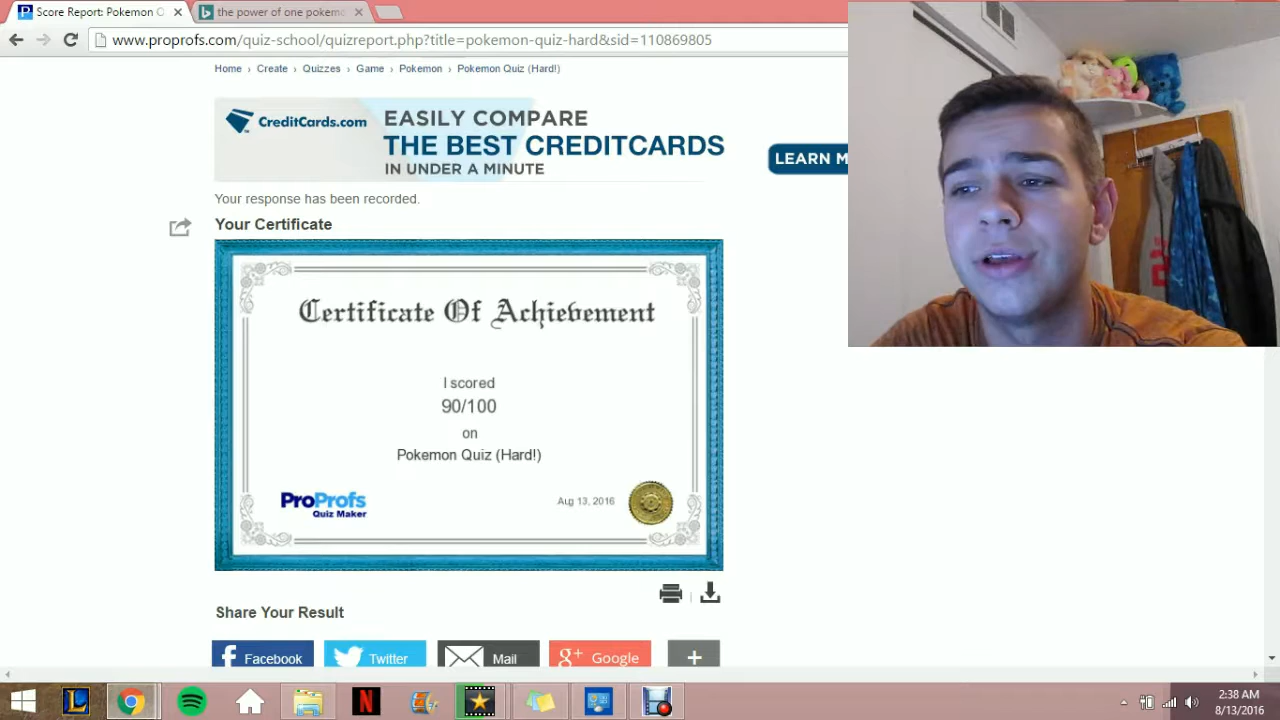 Score Report: Pokemon Q
the power of one pokemo
www.proprofs.com/quiz-school/quizreport.php?title=pokemon-quiz-hard&sid=110869805
Home › Create › Quizzes › Game › Pokemon › Pokemon Quiz (Hard!)
CreditCards.com
EASILY COMPARE
THE BEST CREDITCARDS
IN UNDER A MINUTE
LEARN M
Your response has been recorded.
Your Certificate
Certificate Of Achievement
I scored
90/100
on
Pokemon Quiz (Hard!)
ProProfs
Quiz Maker
Aug 13, 2016
Share Your Result
Facebook
Twitter
Mail
Google
2:38 AM
8/13/2016